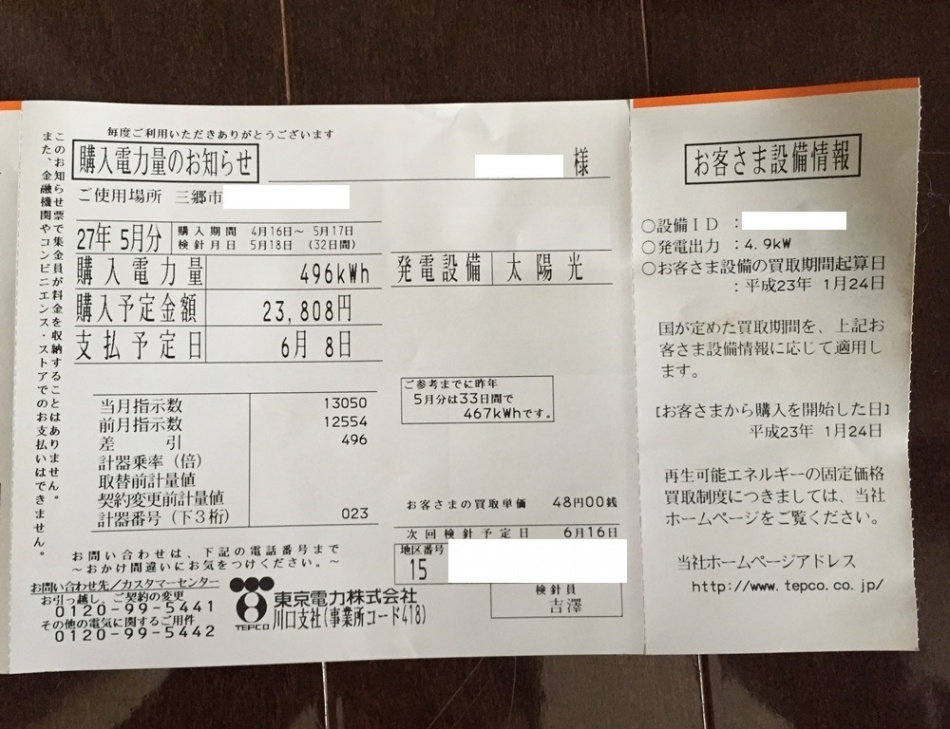 毎度ご利用いただきありがとうございます
購入電力量のお知らせ
様
ご使用場所 三郷市
27年 5月分
購入期間 4月16日～ 5月17日
検針月日 5月18日 (32日間)
購入電力量 496kWh
購入予定金額 23,808円
支払予定日 6月 8日
発電設備 太陽光
ご参考までに昨年
5月分は33日間で
467kWhです。
当月指示数 13050
前月指示数 12554
差引 496
計器乗率(倍)
取替前計量値
契約変更前計量値
計器番号(下3桁) 023
お客さまの買取単価 48円00銭
次回検針予定日 6月16日
地区番号
15
検針員
吉澤
お問い合わせは、下記の電話番号まで
～おかけ間違いにお気をつけください。～
お問い合わせ先/カスタマーセンター
お引っ越し、ご契約の変更
0120-99-5441
その他の電気に関するご用件
0120-99-5442
TEPCO
東京電力株式会社
川口支社(事業所コード418)
このお知らせ票で集金員が料金を収納することはありません。
また、金融機関やコンビニエンス・ストアでのお支払いはできません。
お客さま設備情報
○設備ID :
○発電出力 : 4.9kW
○お客さま設備の買取期間起算日
: 平成23年 1月24日
国が定めた買取期間を、上記お
客さま設備情報に応じて適用し
ます。
[お客さまから購入を開始した日]
平成23年 1月24日
再生可能エネルギーの固定価格
買取制度につきましては、当社
ホームページをご覧ください。
当社ホームページアドレス
http://www.tepco.co.jp/